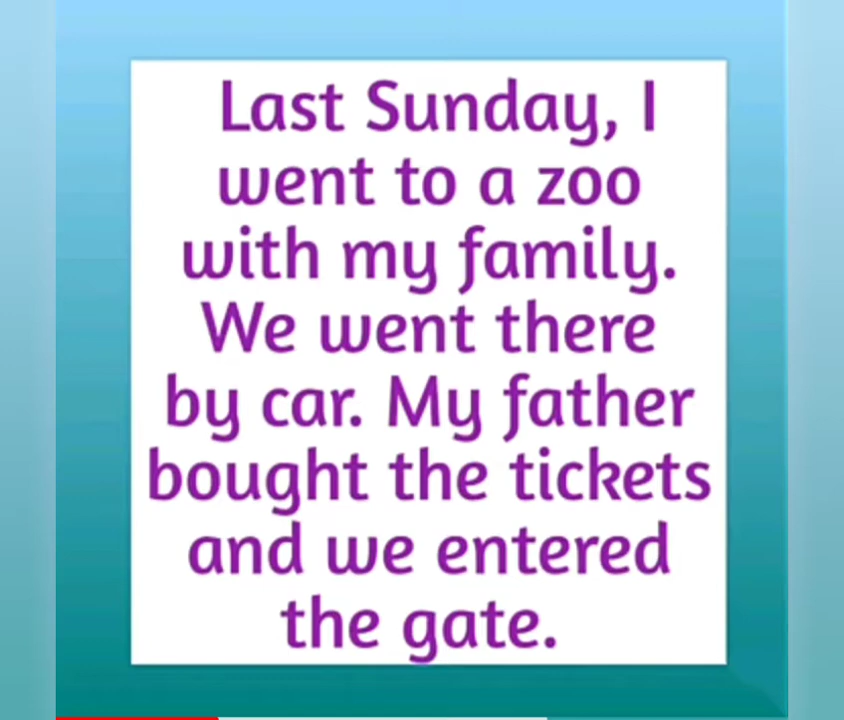 Last Sunday, I
went to a zoo
with my family.
We went there
by car. My father
bought the tickets
and we entered
the gate.